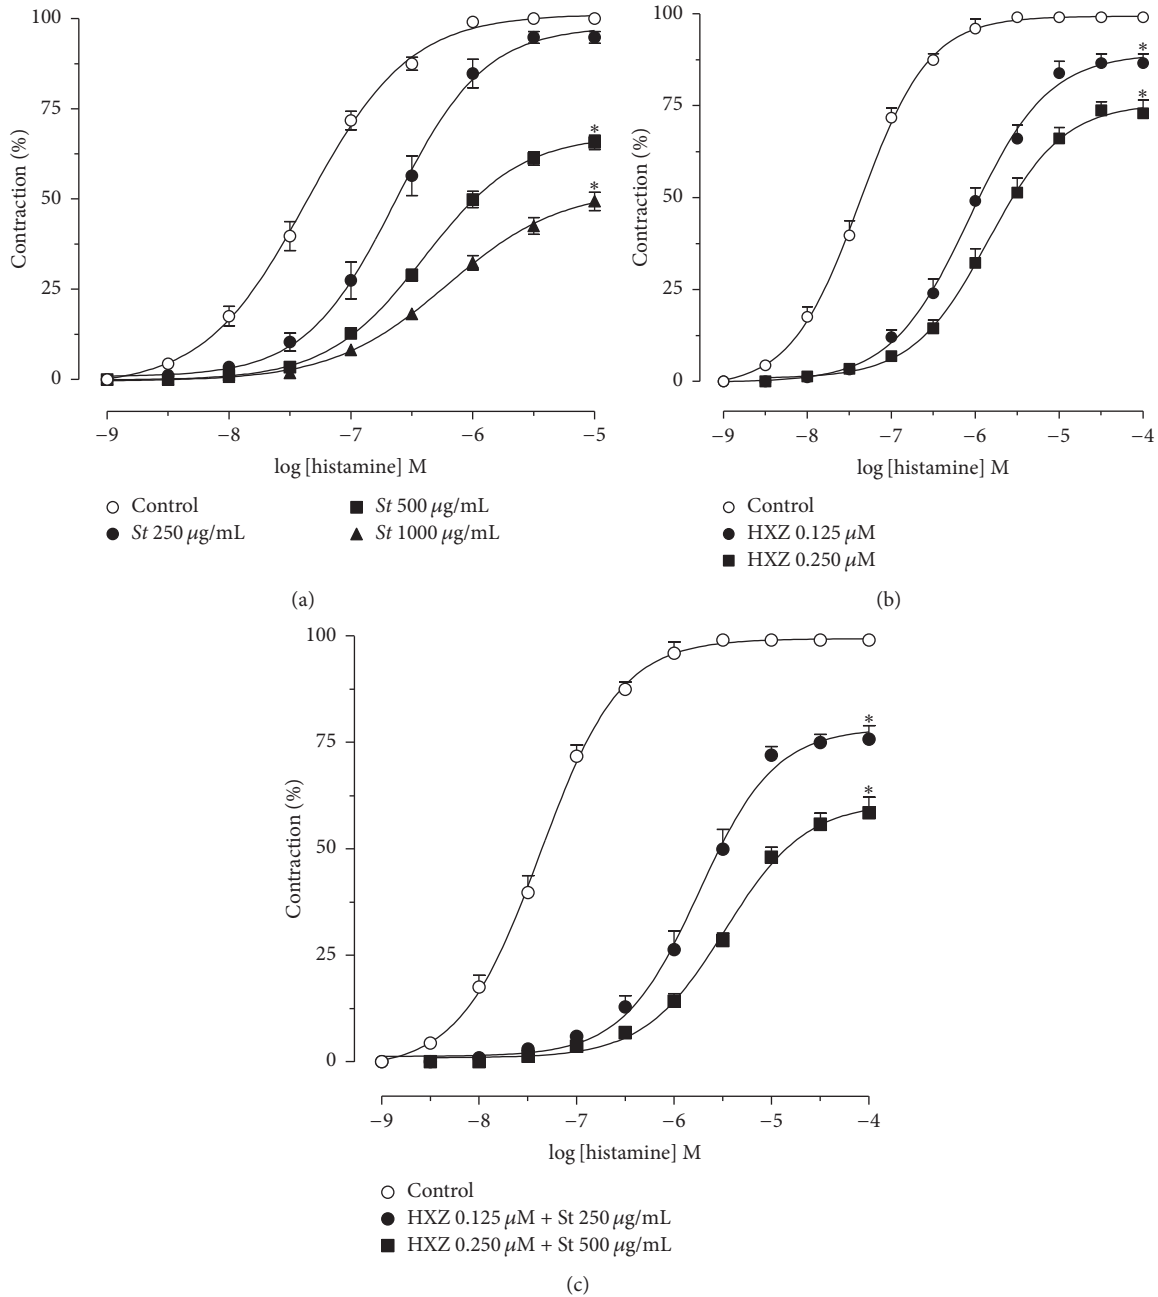 100
75
50
25
0
Contraction (%)
*
*
−9 −8 −7 −6 −5
log [histamine] M
Control
St 250 μg/mL
St 500 μg/mL
St 1000 μg/mL
(a)
100
75
50
25
0
Contraction (%)
*
*
−9 −8 −7 −6 −5 −4
log [histamine] M
Control
HXZ 0.125 μM
HXZ 0.250 μM
(b)
100
75
50
25
0
Contraction (%)
*
*
−9 −8 −7 −6 −5 −4
log [histamine] M
Control
HXZ 0.125 μM + St 250 μg/mL
HXZ 0.250 μM + St 500 μg/mL
(c)